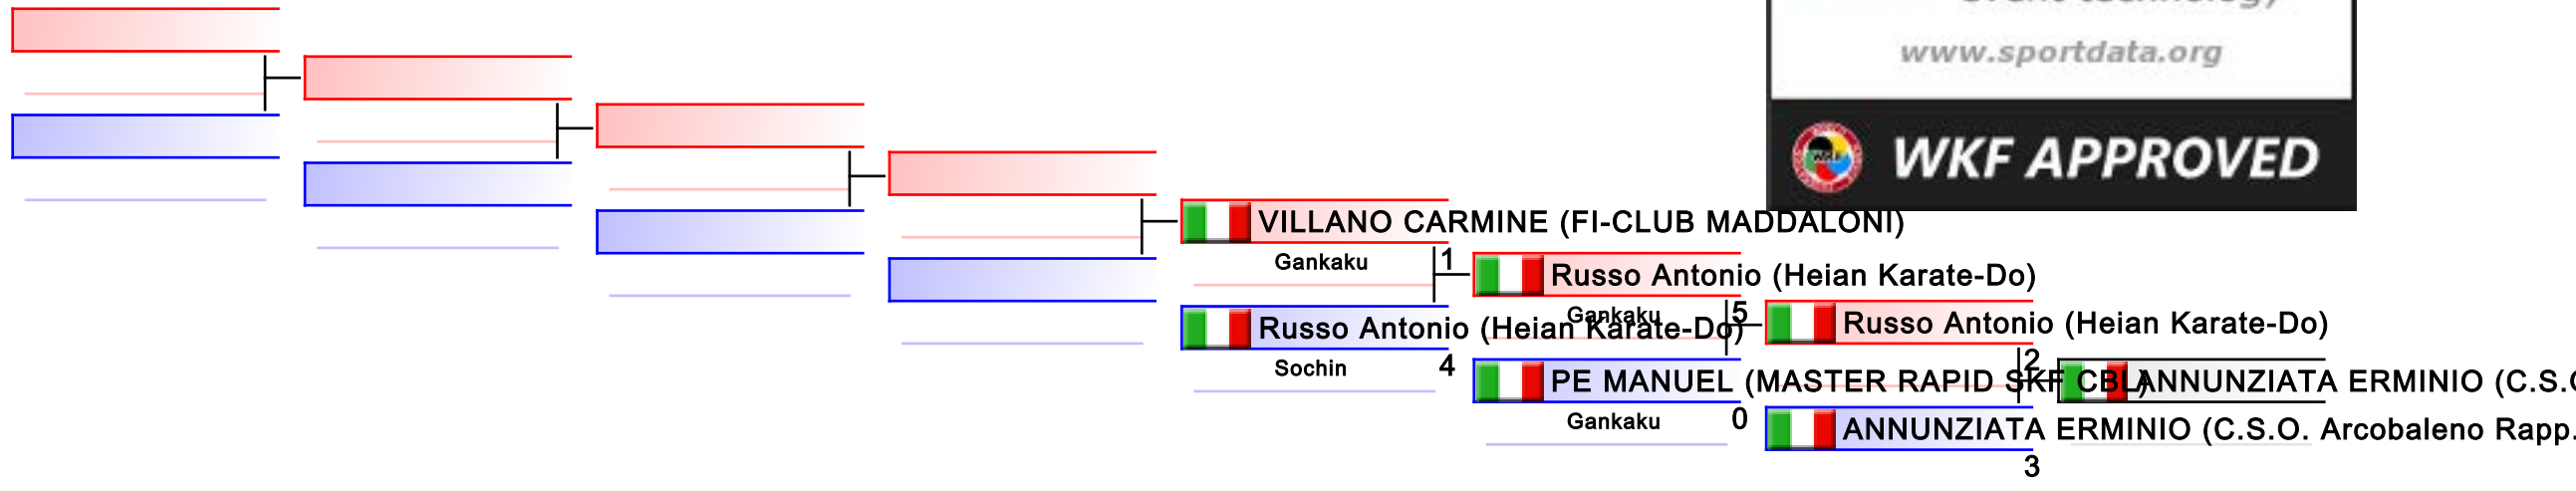 www.sportdata.org
WKF APPROVED
VILLANO CARMINE (FI-CLUB MADDALONI)
Gankaku
1
Russo Antonio (Heian Karate-Do)
Gankaku
5
Russo Antonio (Heian Karate-Do)
Sochin
4
Russo Antonio (Heian Karate-Do)
2
PE MANUEL (MASTER RAPID SKF CBL)
Gankaku
0
ANNUNZIATA ERMINIO (C.S.
ANNUNZIATA ERMINIO (C.S.O. Arcobaleno Rapp.
3